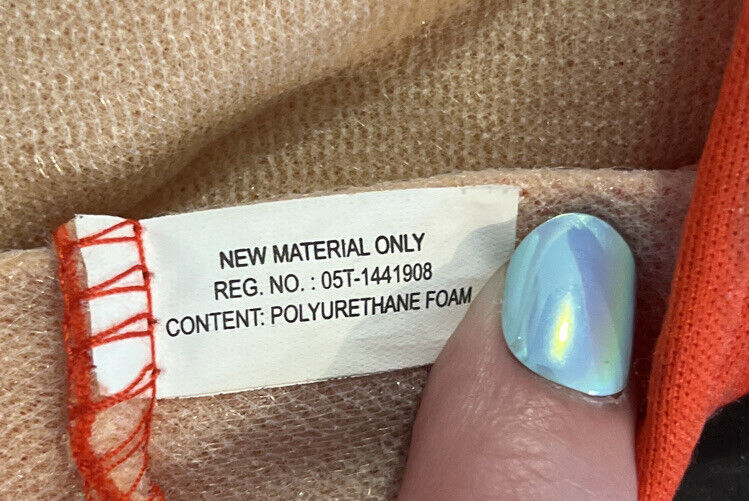 NEW MATERIAL ONLY
REG. NO. : 05T-1441908
CONTENT: POLYURETHANE FOAM